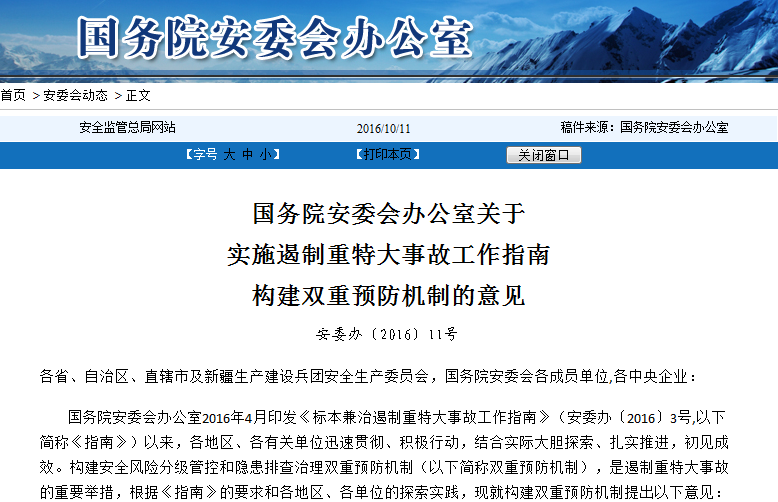 国务院安委会办公室
首页 > 安委会动态 > 正文
安全监管总局网站 2016/10/11 稿件来源：国务院安委会办公室
【字号 大 中 小】 【打印本页】 关闭窗口
国务院安委会办公室关于
实施遏制重特大事故工作指南
构建双重预防机制的意见
安委办〔2016〕11号
各省、自治区、直辖市及新疆生产建设兵团安全生产委员会，国务院安委会各成员单位,各中央企业：
国务院安委会办公室2016年4月印发《标本兼治遏制重特大事故工作指南》（安委办〔2016〕3号,以下
简称《指南》）以来，各地区、各有关单位迅速贯彻、积极行动，结合实际大胆探索、扎实推进，初见成
效。构建安全风险分级管控和隐患排查治理双重预防机制（以下简称双重预防机制），是遏制重特大事故
的重要举措，根据《指南》的要求和各地区、各单位的探索实践，现就构建双重预防机制提出以下意见：